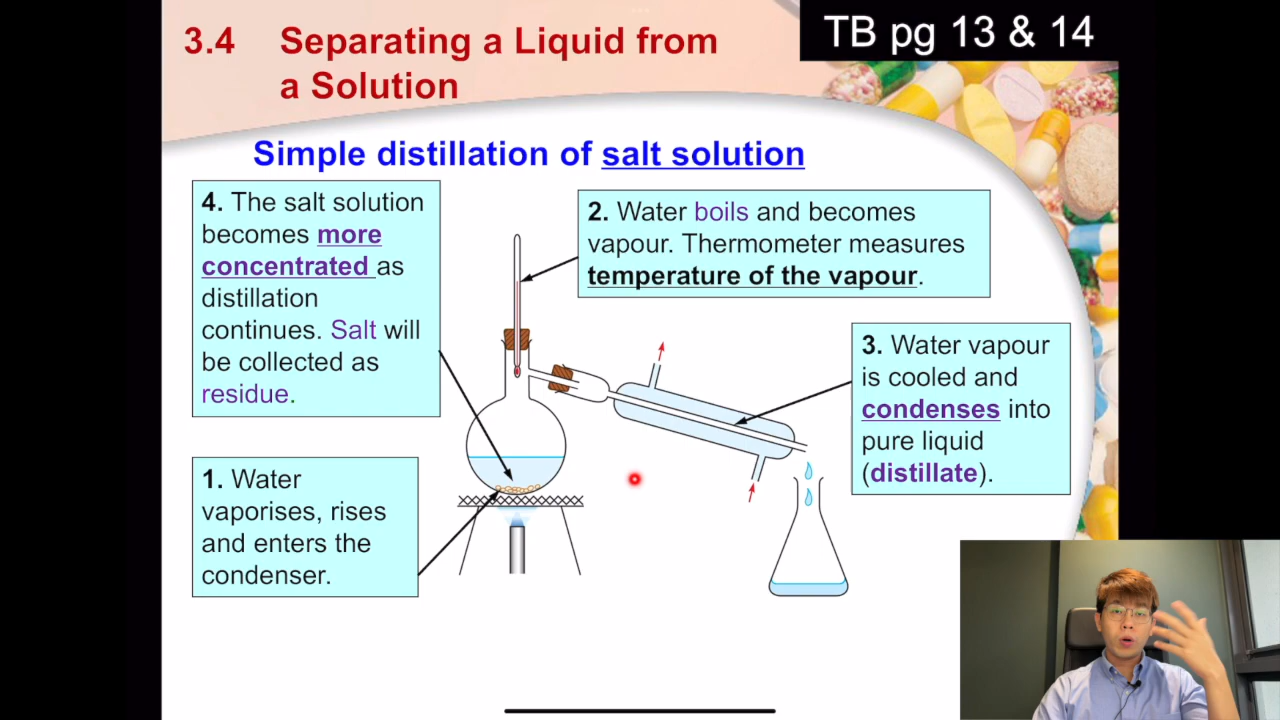 3.4 Separating a Liquid from
a Solution
TB pg 13 & 14
Simple distillation of salt solution
4. The salt solution
becomes more
concentrated as
distillation
continues. Salt will
be collected as
residue.
2. Water boils and becomes
vapour. Thermometer measures
temperature of the vapour.
3. Water vapour
is cooled and
condenses into
pure liquid
(distillate).
1. Water
vaporises, rises
and enters the
condenser.